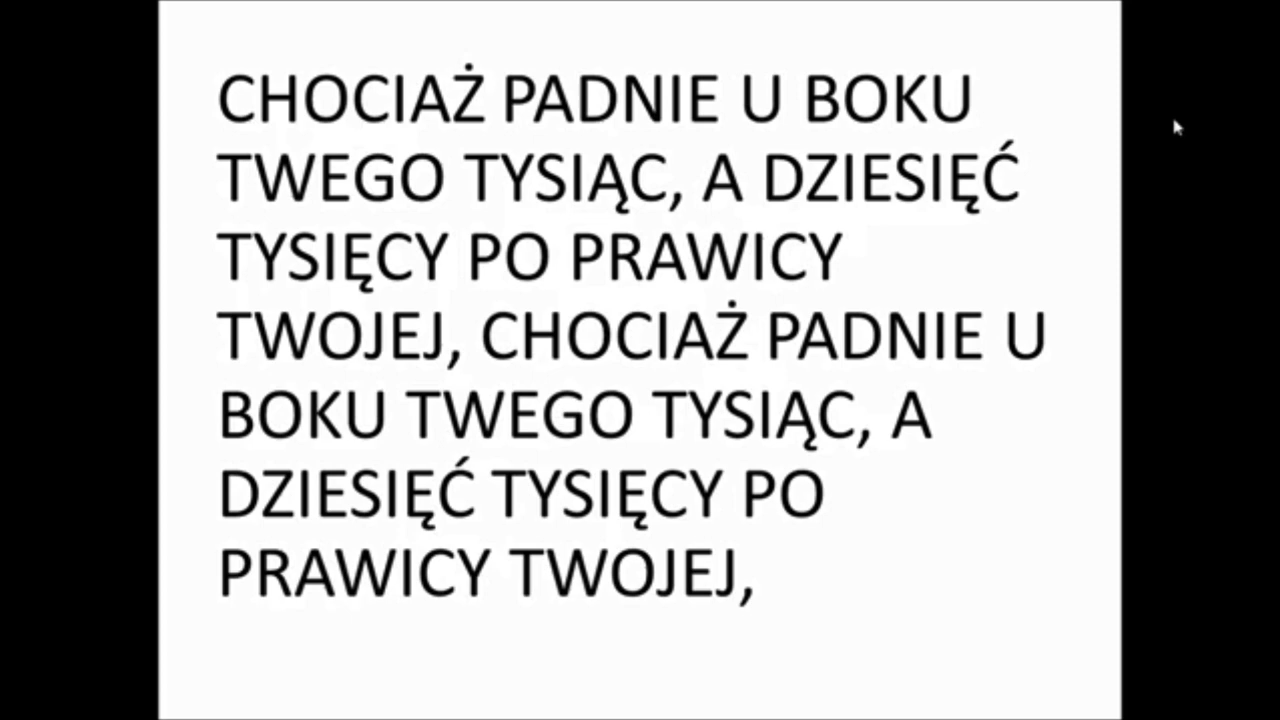 CHOCIAŻ PADNIE U BOKU
TWEGO TYSIĄC, A DZIESIĘĆ
TYSIĘCY PO PRAWICY
TWOJEJ, CHOCIAŻ PADNIE U
BOKU TWEGO TYSIĄC, A
DZIESIĘĆ TYSIĘCY PO
PRAWICY TWOJEJ,